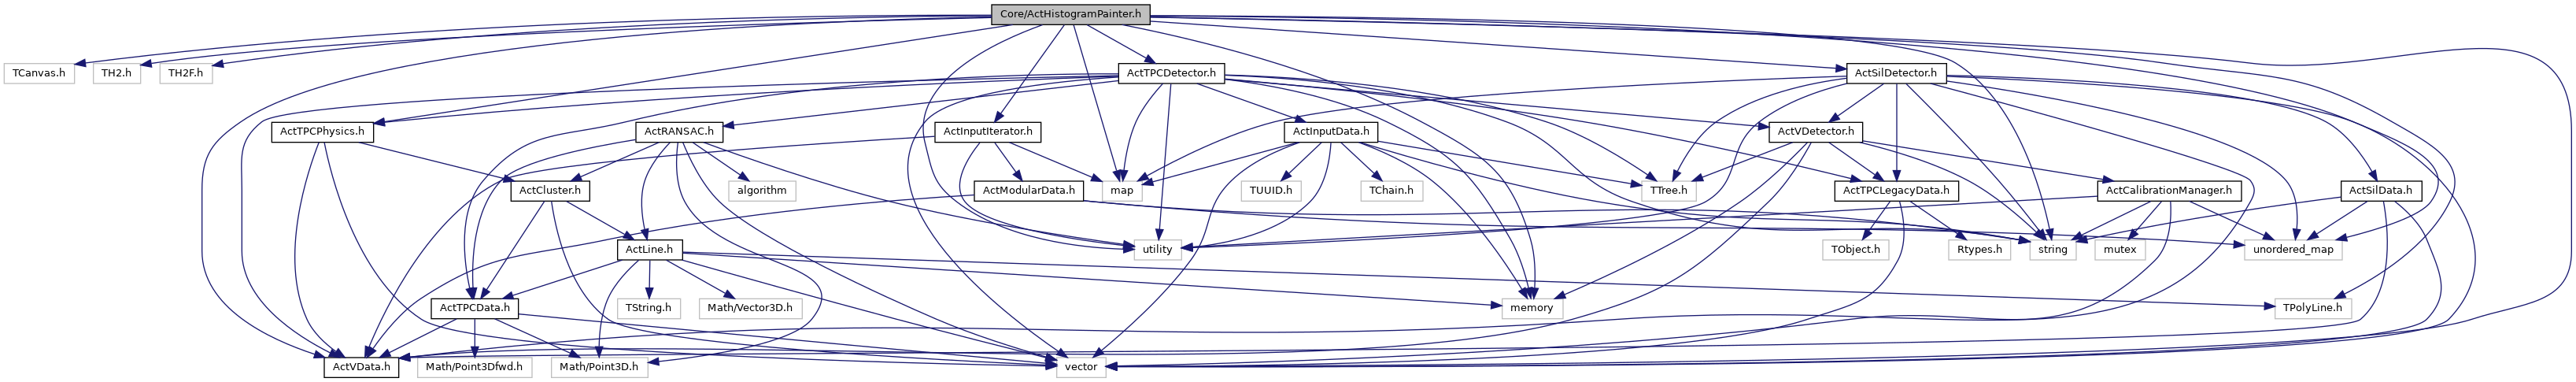 Core/ActHistogramPainter.h
TCanvas.h
TH2.h
TH2F.h
ActTPCDetector.h
ActSilDetector.h
ActTPCPhysics.h
ActRANSAC.h
ActInputIterator.h
ActInputData.h
ActVDetector.h
ActCluster.h
algorithm
ActModularData.h
map
TUUID.h
TChain.h
TTree.h
ActTPCLegacyData.h
ActCalibrationManager.h
ActSilData.h
ActLine.h
utility
TObject.h
Rtypes.h
string
mutex
unordered_map
ActTPCData.h
TString.h
Math/Vector3D.h
memory
TPolyLine.h
ActVData.h
Math/Point3Dfwd.h
Math/Point3D.h
vector